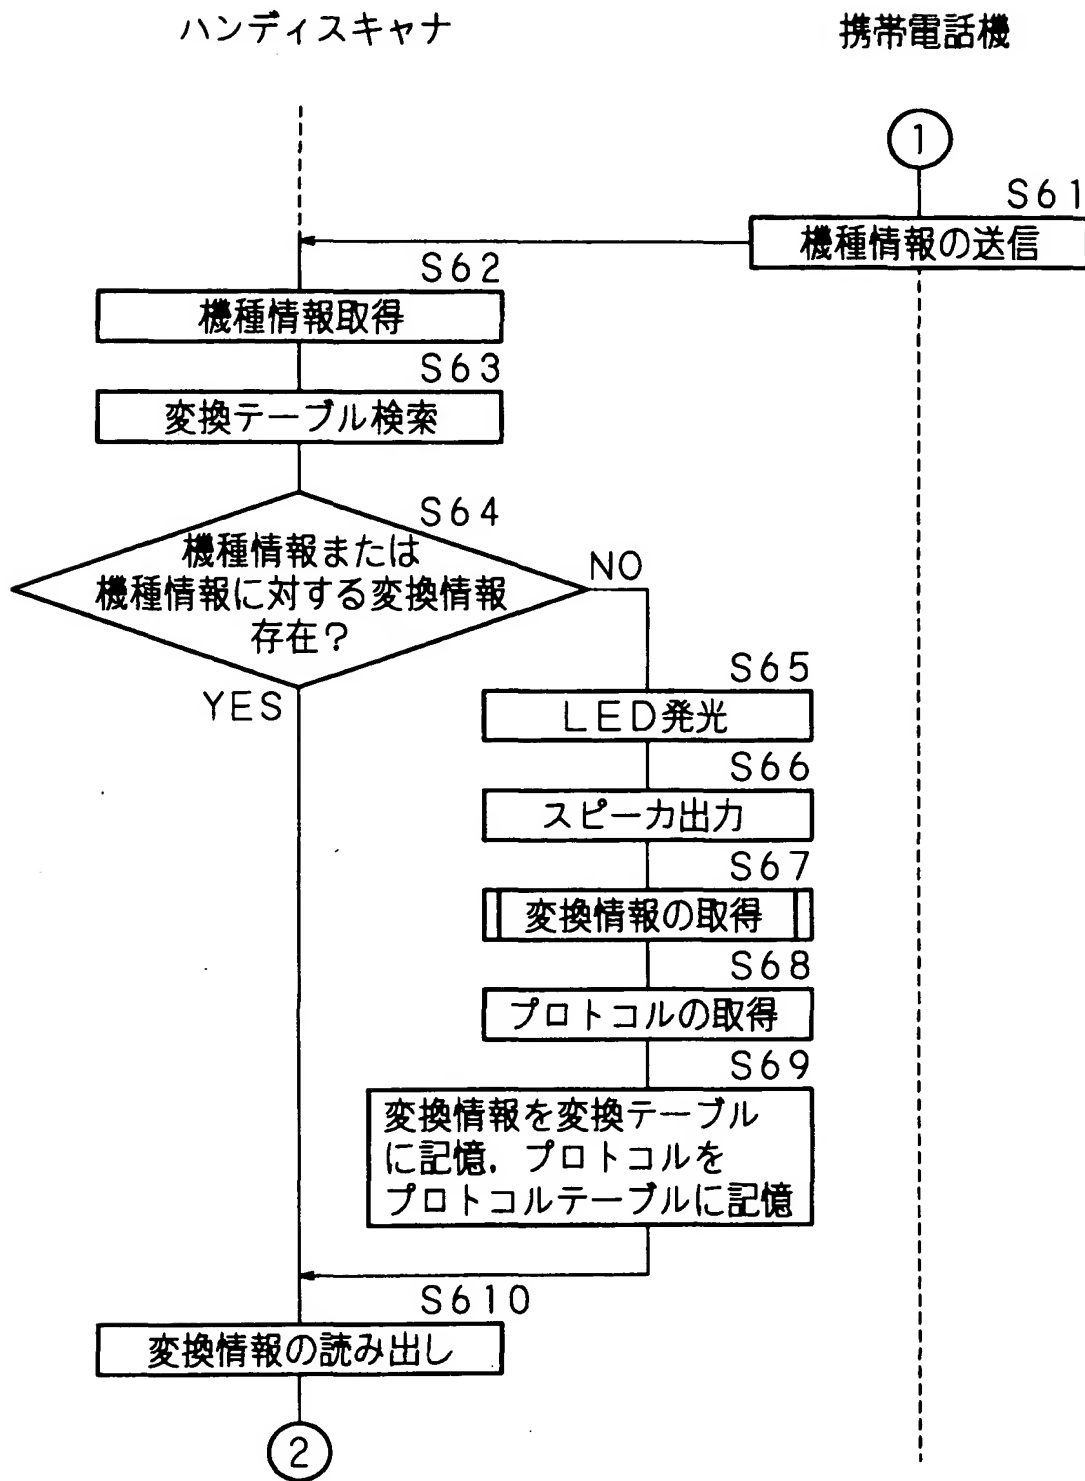 ハンディスキャナ
携帯電話機
1
S61
機種情報の送信
S62
機種情報取得
S63
変換テーブル検索
S64
機種情報または
機種情報に対する変換情報
存在?
NO
YES
S65
LED発光
S66
スピーカ出力
S67
変換情報の取得
S68
プロトコルの取得
S69
変換情報を変換テーブル
に記憶，プロトコルを
プロトコルテーブルに記憶
S610
変換情報の読み出し
2